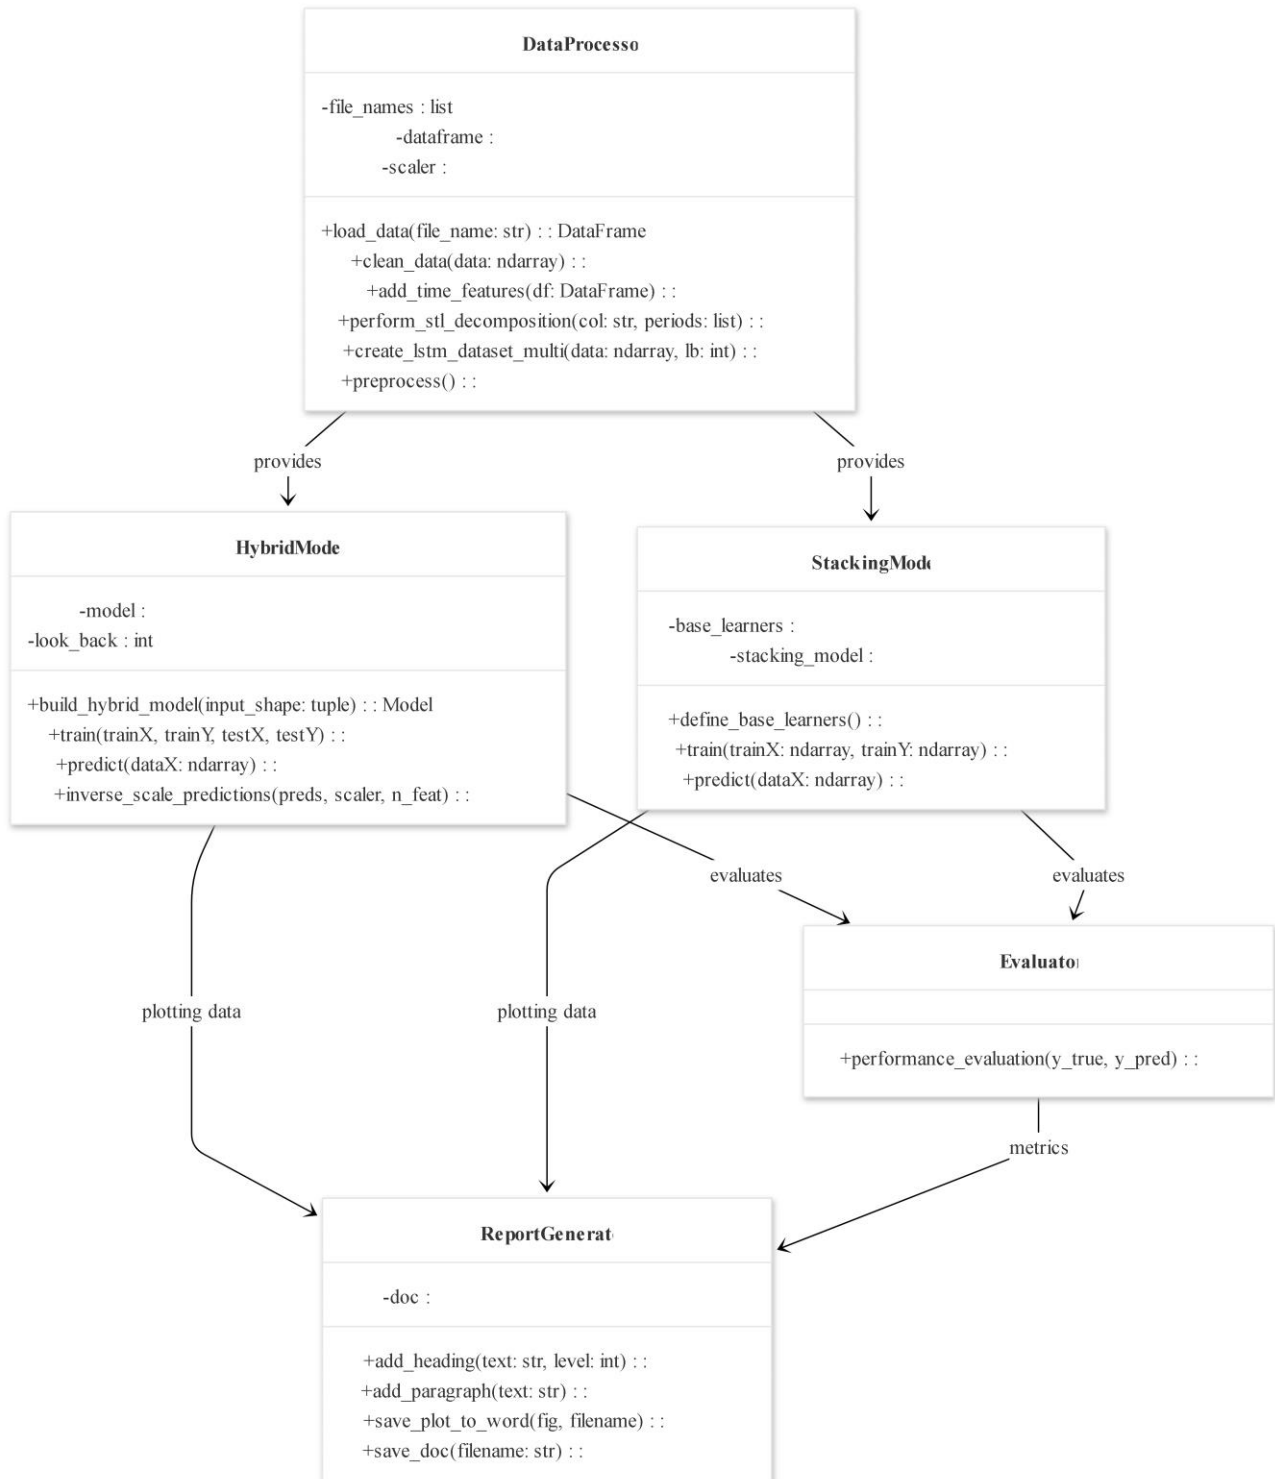 DataProcesso
-file_names : list
-dataframe :
-scaler :
+load_data(file_name: str) : : DataFrame
+clean_data(data: ndarray) : :
+add_time_features(df: DataFrame) : :
+perform_stl_decomposition(col: str, periods: list) : :
+create_lstm_dataset_multi(data: ndarray, lb: int) : :
+preprocess() : :
provides
provides
HybridMode
-model :
-look_back : int
+build_hybrid_model(input_shape: tuple) : : Model
+train(trainX, trainY, testX, testY) : :
+predict(dataX: ndarray) : :
+inverse_scale_predictions(preds, scaler, n_feat) : :
StackingMode
-base_learners :
-stacking_model :
+define_base_learners() : :
+train(trainX: ndarray, trainY: ndarray) : :
+predict(dataX: ndarray) : :
evaluates
evaluates
Evaluato
+performance_evaluation(y_true, y_pred) : :
plotting data
plotting data
metrics
ReportGenerat
-doc :
+add_heading(text: str, level: int) : :
+add_paragraph(text: str) : :
+save_plot_to_word(fig, filename) : :
+save_doc(filename: str) : :